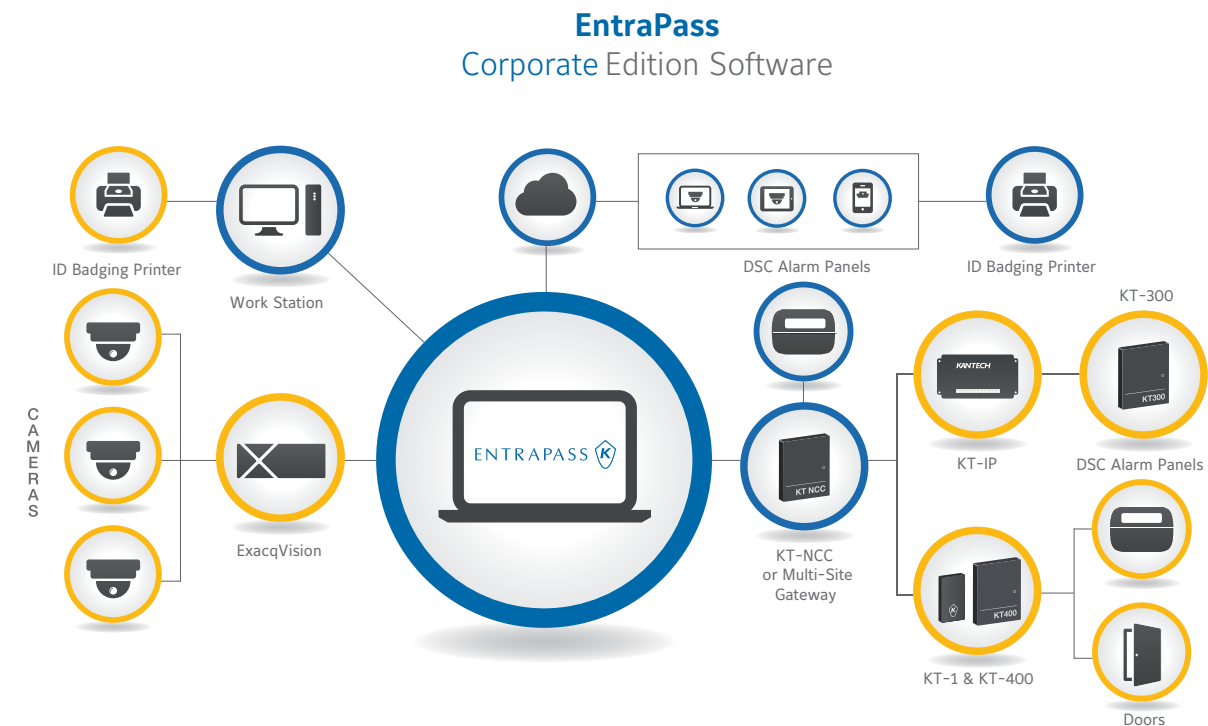 EntraPass
Corporate Edition Software
ID Badging Printer
Work Station
DSC Alarm Panels
ID Badging Printer
KT-300
KANTECH
KT300
CAMERAS
ENTRAPASS K
KT NCC
KT-IP
DSC Alarm Panels
ExacqVision
KT-NCC
or Multi-Site
Gateway
K
KT400
KT-1 & KT-400
Doors